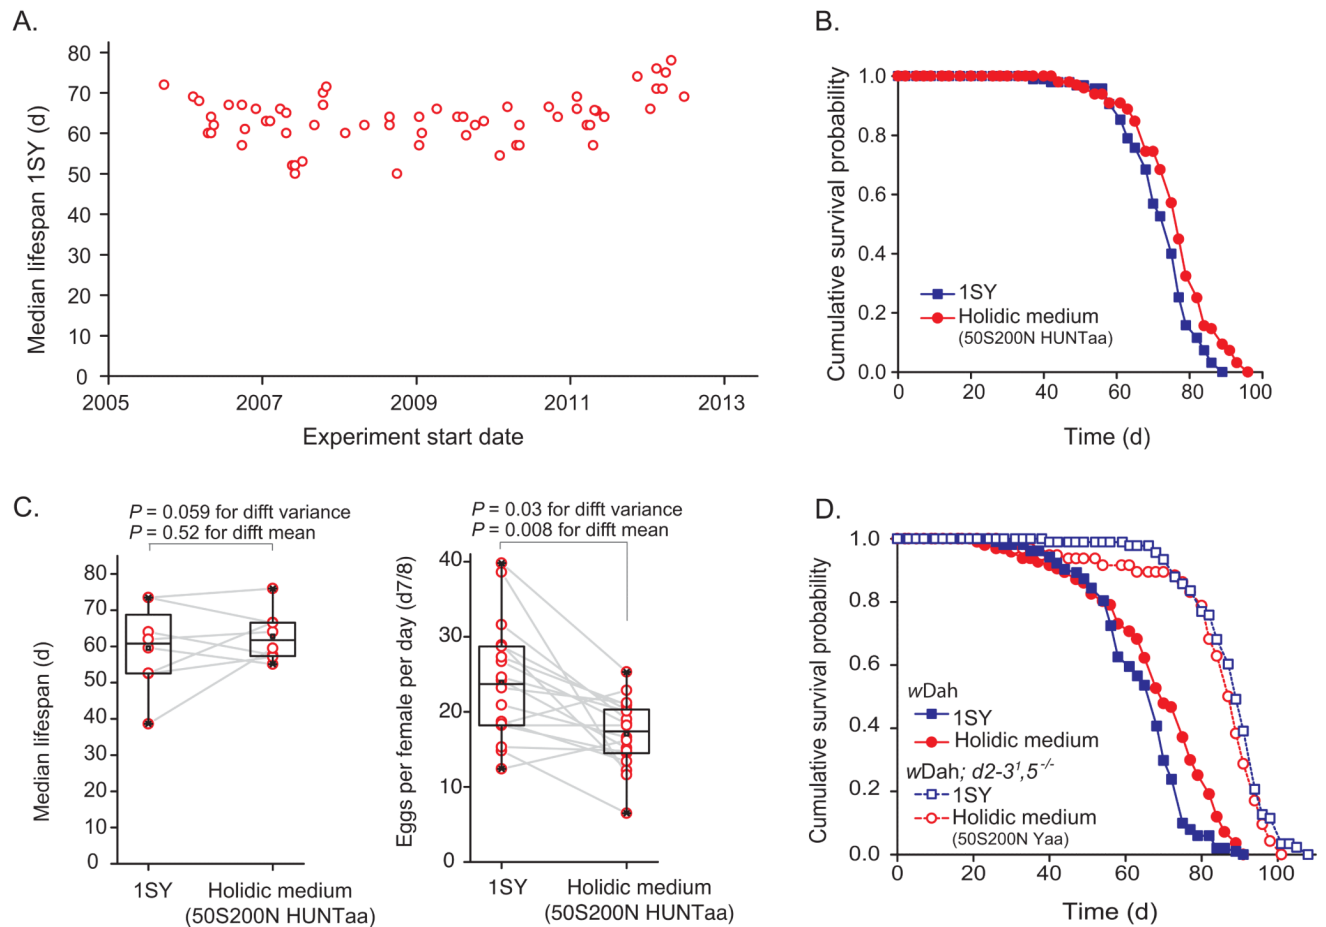 A.
Median lifespan 1SY (d)
80
70
60
50
40
30
20
10
0
2005
2007
2009
2011
2013
Experiment start date
B.
Cumulative survival probability
1.0
0.8
0.6
0.4
0.2
0.0
0
20
40
60
80
100
Time (d)
1SY
Holidic medium
(50S200N HUNTaa)
C.
P = 0.059 for difft variance
P = 0.52 for difft mean
Median lifespan (d)
80
70
60
50
40
30
20
10
0
1SY
Holidic medium
(50S200N HUNTaa)
P = 0.03 for difft variance
P = 0.008 for difft mean
Eggs per female per day (d7/8)
40
30
20
10
0
1SY
Holidic medium
(50S200N HUNTaa)
D.
Cumulative survival probability
1.0
0.8
0.6
0.4
0.2
0.0
0
20
40
60
80
100
Time (d)
wDah
1SY
Holidic medium
wDah; d2-3¹,5⁻/⁻
1SY
Holidic medium
(50S200N Yaa)